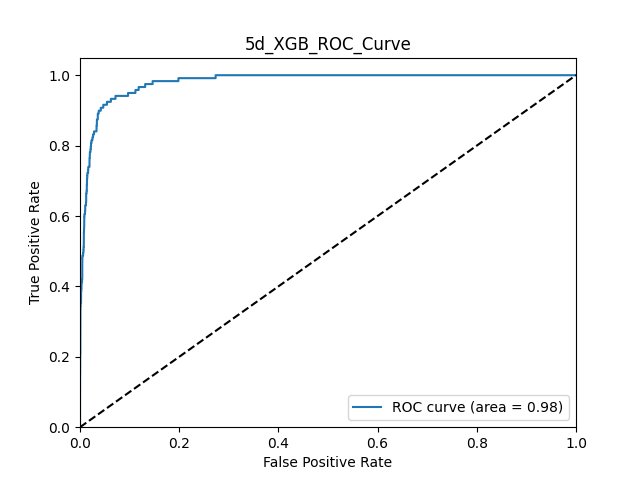 5d_XGB_ROC_Curve
True Positive Rate
1.0
0.8
0.6
0.4
0.2
0.0
ROC curve (area = 0.98)
0.0 0.2 0.4 0.6 0.8 1.0
False Positive Rate